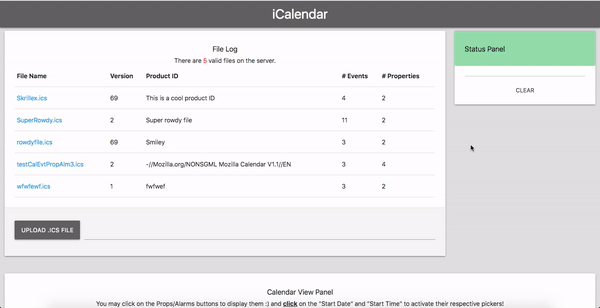 iCalendar
File Log
There are 5 valid files on the server.
File Name Version Product ID # Events # Properties
Skrillex.ics 69 This is a cool product ID 4 2
SuperRowdy.ics 2 Super rowdy file 11 2
rowdyfile.ics 69 Smiley 3 2
testCalEvtPropAlm3.ics 2 -//Mozilla.org/NONSGML Mozilla Calendar V1.1//EN 3 4
wfwfewf.ics 1 fwfwef 3 2
UPLOAD .ICS FILE
Status Panel
CLEAR
Calendar View Panel
You may click on the Props/Alarms buttons to display them :) and click on the "Start Date" and "Start Time" to activate their respective pickers!